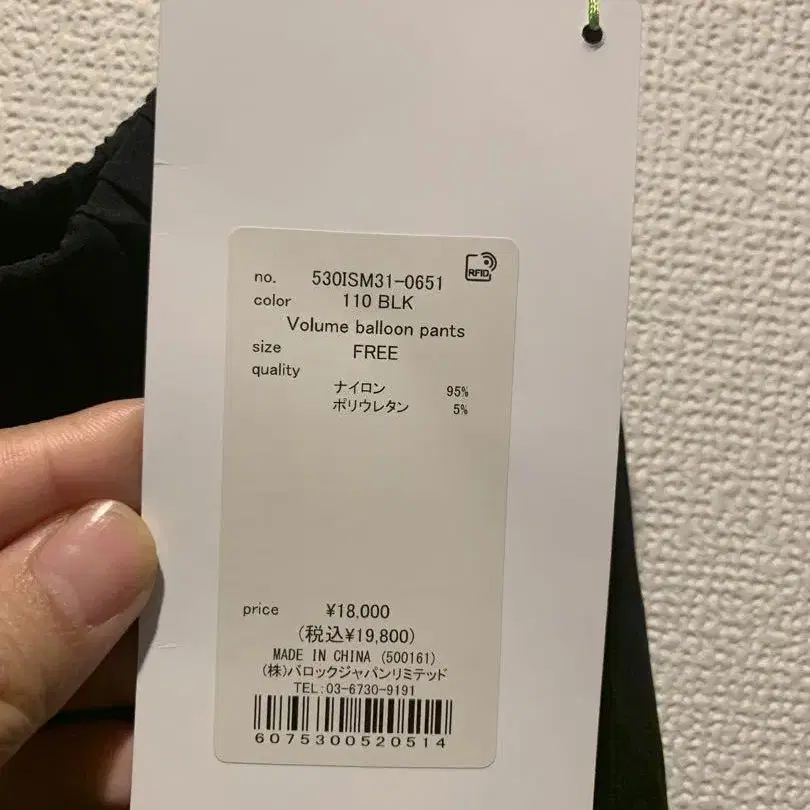 RFID
no. 530ISM31-0651
color 110 BLK
Volume balloon pants
size FREE
quality
ナイロン 95%
ポリウレタン 5%
price ¥18,000
(税込¥19,800)
MADE IN CHINA (500161)
(株)バロックジャパンリミテッド
TEL:03-6730-9191
6075300520514